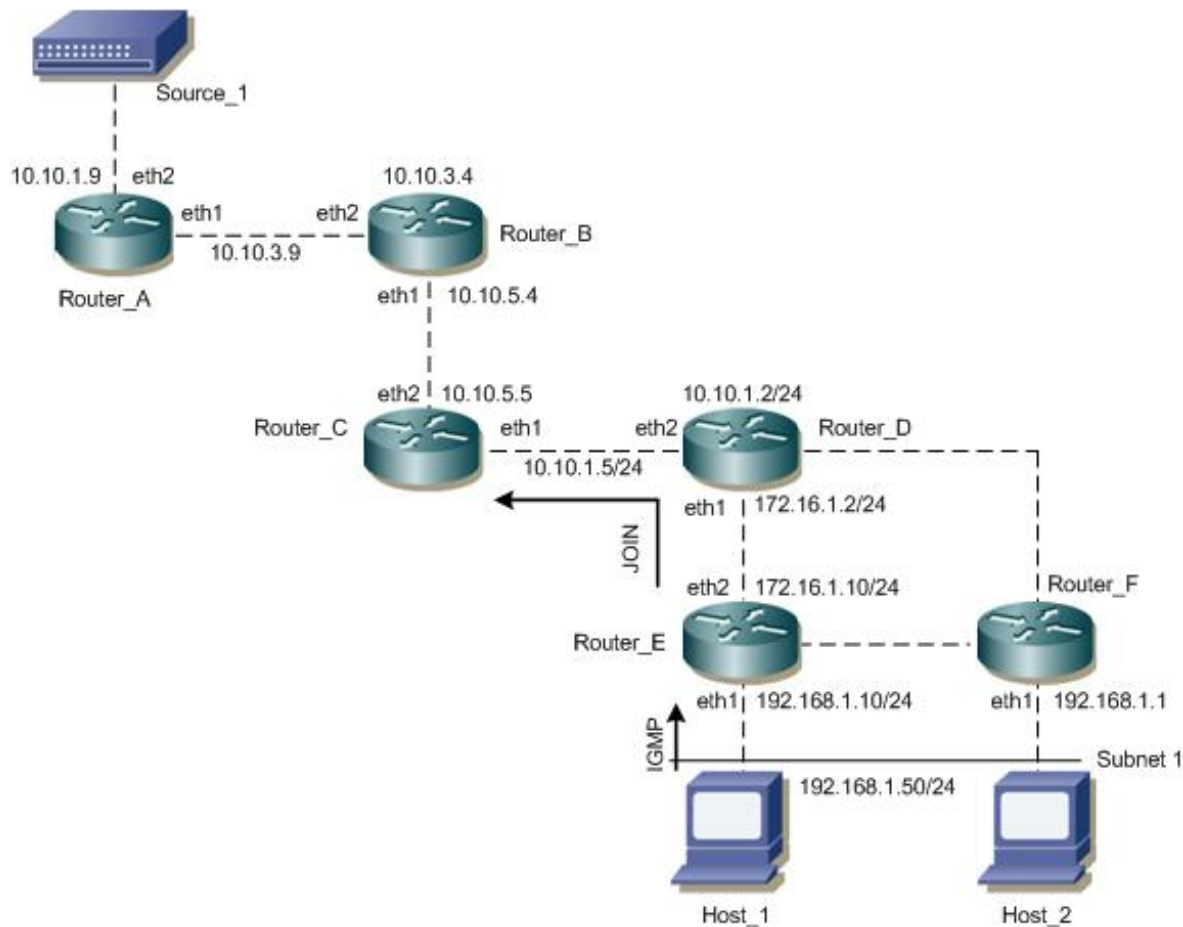 Source_1
10.10.1.9
eth2
10.10.3.4
eth1
eth2
Router_B
10.10.3.9
Router_A
eth1
10.10.5.4
eth2
10.10.5.5
10.10.1.2/24
Router_C
eth1
eth2
Router_D
10.10.1.5/24
eth1
172.16.1.2/24
JOIN
eth2
172.16.1.10/24
Router_F
Router_E
eth1
192.168.1.10/24
eth1
192.168.1.1
IGMP
Subnet 1
192.168.1.50/24
Host_1
Host_2